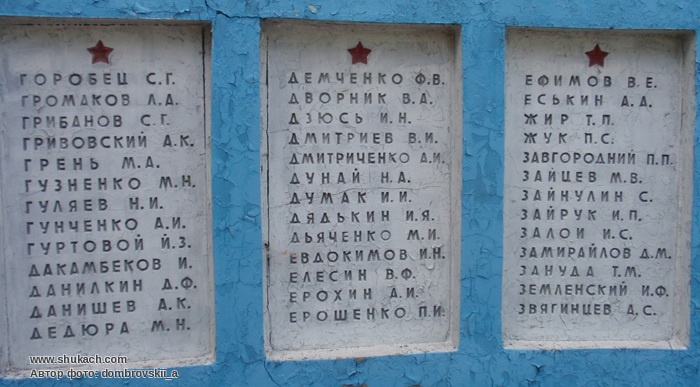 ГОРОБЕЦ С.Г.
ГРОМАКОВ Л.А.
ГРИБАНОВ С.Г.
ГРИВОВСКИЙ А.К.
ГРЕНЬ М.А.
ГУЗНЕНКО М.Н.
ГУЛЯЕВ Н.И.
ГУНЧЕНКО А.И.
ГУРТОВОЙ И.З.
ДАКАМБЕКОВ И.
ДАНИЛКИН Д.Ф.
ДАНИШЕВ А.К.
ДЕДЮРА М.Н.
ДЕМЧЕНКО Ф.В.
ДВОРНИК В.А.
ДЗЮСЬ И.Н.
ДМИТРИЕВ В.И.
ДМИТРИЧЕНКО А.И.
ДУНАЙ Н.А.
ДУМАК И.И.
ДЯДЬКИН И.Я.
ДЬЯЧЕНКО М.И.
ЕВДОКИМОВ И.Н.
ЕЛЕСИН В.Ф.
ЕРОХИН А.И.
ЕРОШЕНКО П.И.
ЕФИМОВ В.Е.
ЕСЬКИН А.А.
ЖИР Т.П.
ЖУК П.С.
ЗАВГОРОДНИЙ П.П.
ЗАЙЦЕВ М.В.
ЗАЙНУЛИН С.
ЗАЙРУК И.П.
ЗАЛОИ И.С.
ЗАМИРАЙЛОВ Д.М.
ЗАНУДА Т.М.
ЗЕМЛЕНСКИЙ И.Ф.
ЗВЯГИНЦЕВ А.С.
www.shukach.com
Автор фото: dombrovskii_a